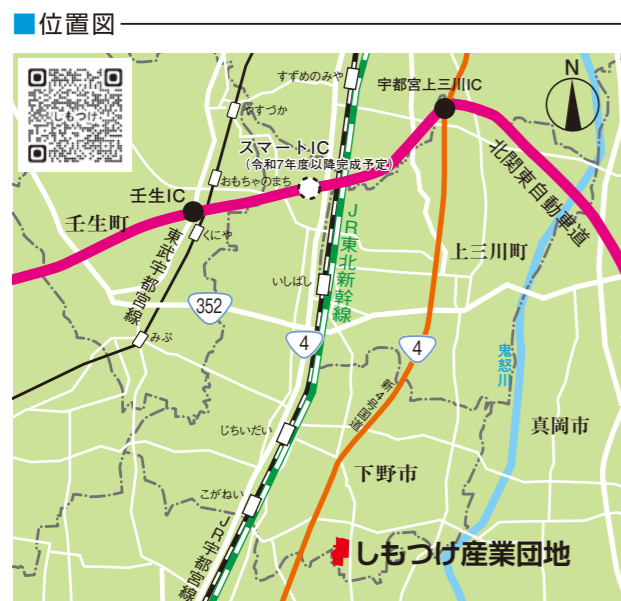 ■位置図
しもつけ
すずめのみや
宇都宮上三川IC
N
やすづか
スマートIC
(令和7年度以降完成予定)
おもちゃのまち
壬生IC
北関東自動車道
壬生町
くにや
東武宇都宮線
JR東北新幹線
上三川町
いしばし
352
4
4
みぶ
鬼怒川
新4号国道
真岡市
じちいだい
下野市
こがねい
JR宇都宮線
しもつけ産業団地